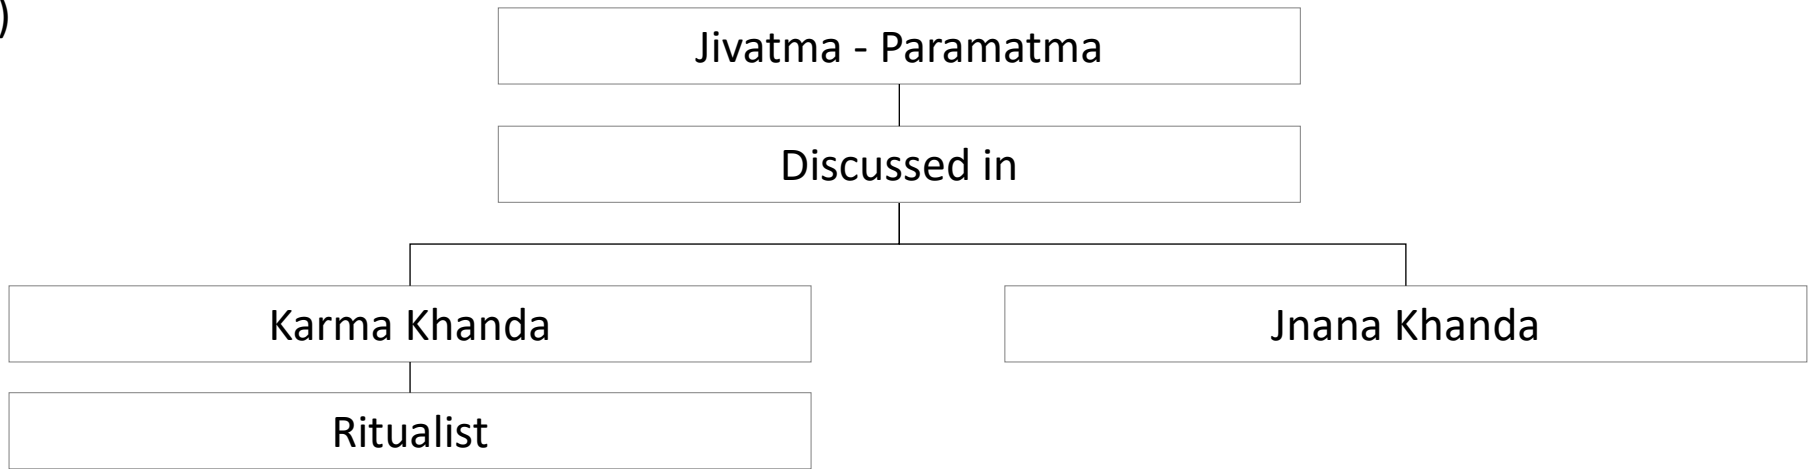 )
Jivatma - Paramatma
Discussed in
Karma Khanda
Jnana Khanda
Ritualist